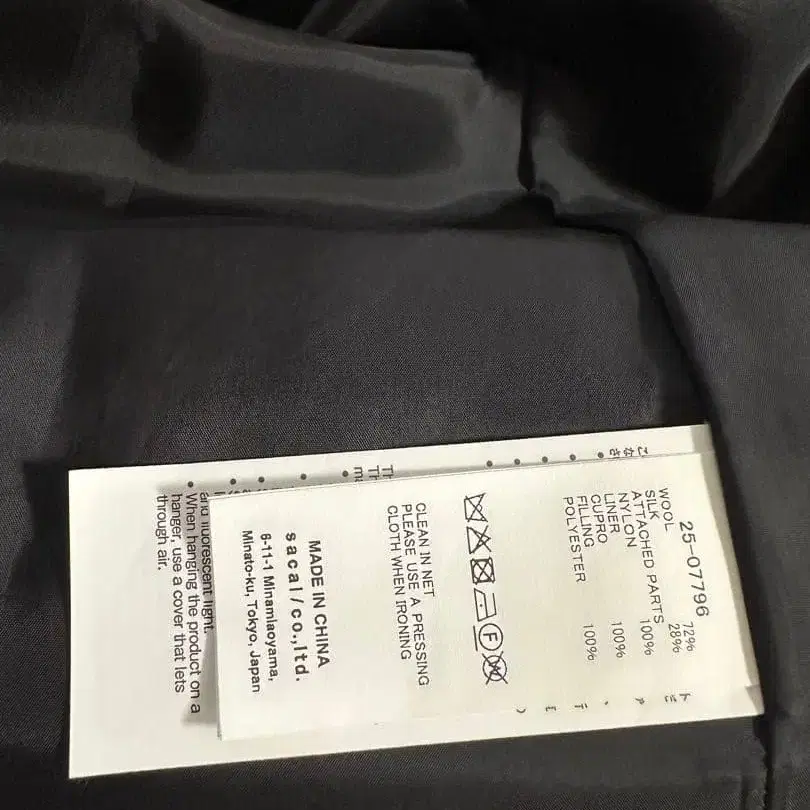 25-07796
WOOL 72%
SILK 28%
ATTACHED PARTS
NYLON 100%
LINER
CUPRO 100%
FILLING
POLYESTER 100%
CLEAN IN NET
PLEASE USE A PRESSING
CLOTH WHEN IRONING
MADE IN CHINA
sacai/co.,ltd.
6-11-1 Minamiaoyama,
Minato-ku, Tokyo, Japan
and fluorescent light.
• When hanging the product on a
hanger, use a cover that lets
through air.